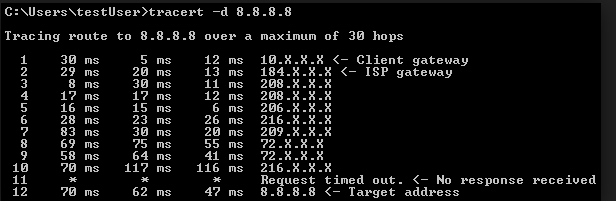 C:\Users\testUser>tracert -d 8.8.8.8
Tracing route to 8.8.8.8 over a maximum of 30 hops
1 30 ms 5 ms 12 ms 10.X.X.X <- Client gateway
2 29 ms 20 ms 13 ms 184.X.X.X <- ISP gateway
3 8 ms 30 ms 11 ms 208.X.X.X
4 17 ms 17 ms 12 ms 208.X.X.X
5 16 ms 15 ms 6 ms 206.X.X.X
6 28 ms 23 ms 26 ms 216.X.X.X
7 83 ms 30 ms 20 ms 209.X.X.X
8 69 ms 75 ms 55 ms 72.X.X.X
9 58 ms 64 ms 41 ms 72.X.X.X
10 70 ms 117 ms 116 ms 216.X.X.X
11 * * * Request timed out. <- No response received
12 70 ms 62 ms 47 ms 8.8.8.8 <- Target address